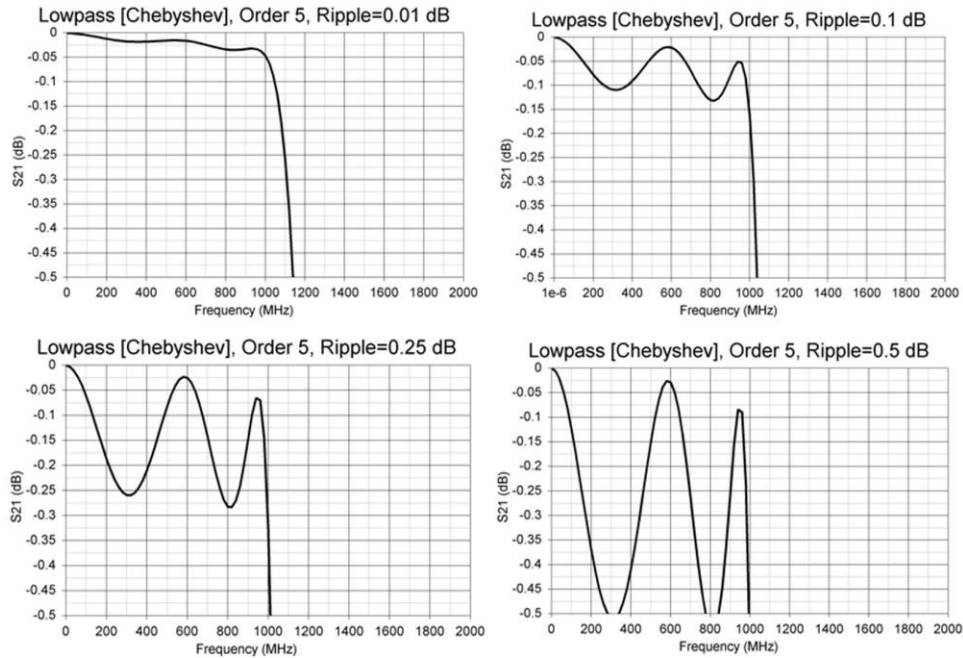 Lowpass [Chebyshev], Order 5, Ripple=0.01 dB
0
-0.05
-0.1
-0.15
-0.2
-0.25
-0.3
-0.35
-0.4
-0.45
-0.5
S21 (dB)
0 200 400 600 800 1000 1200 1400 1600 1800 2000
Frequency (MHz)
Lowpass [Chebyshev], Order 5, Ripple=0.1 dB
0
-0.05
-0.1
-0.15
-0.2
-0.25
-0.3
-0.35
-0.4
-0.45
-0.5
S21 (dB)
1e-6 200 400 600 800 1000 1200 1400 1600 1800 2000
Frequency (MHz)
Lowpass [Chebyshev], Order 5, Ripple=0.25 dB
0
-0.05
-0.1
-0.15
-0.2
-0.25
-0.3
-0.35
-0.4
-0.45
-0.5
S21 (dB)
0 200 400 600 800 1000 1200 1400 1600 1800 2000
Frequency (MHz)
Lowpass [Chebyshev], Order 5, Ripple=0.5 dB
0
-0.05
-0.1
-0.15
-0.2
-0.25
-0.3
-0.35
-0.4
-0.45
-0.5
S21 (dB)
0 200 400 600 800 1000 1200 1400 1600 1800 2000
Frequency (MHz)